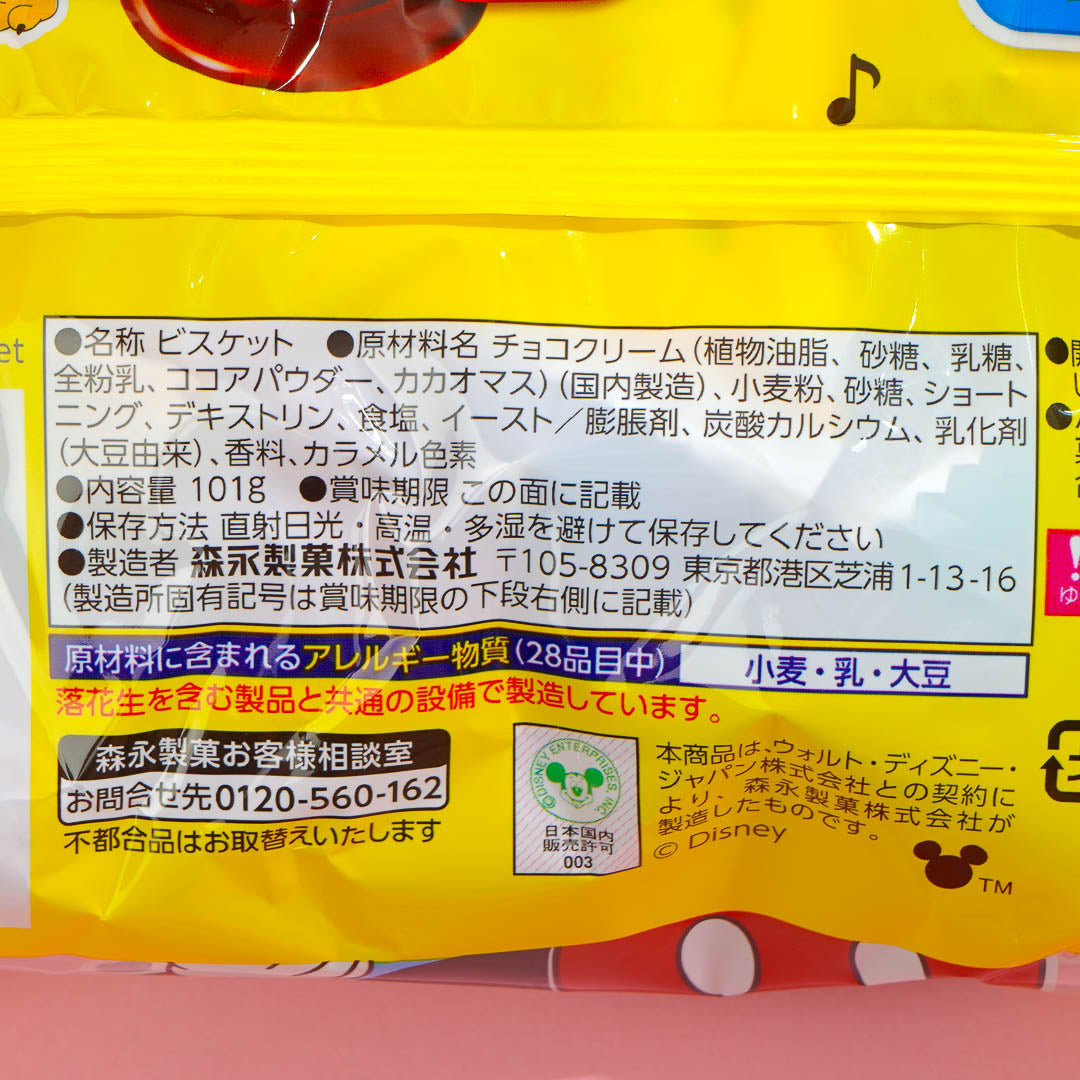 et
●名称 ビスケット ●原材料名 チョコクリーム(植物油脂、砂糖、乳糖、
全粉乳、ココアパウダー、カカオマス)(国内製造)、小麦粉、砂糖、ショート
ニング、デキストリン、食塩、イースト/膨脹剤、炭酸カルシウム、乳化剤
(大豆由来)、香料、カラメル色素
●内容量 101g ●賞味期限 この面に記載
●保存方法 直射日光・高温・多湿を避けて保存してください
●製造者 森永製菓株式会社 〒105-8309 東京都港区芝浦1-13-16
(製造所固有記号は賞味期限の下段右側に記載)
原材料に含まれるアレルギー物質(28品目中) 小麦・乳・大豆
落花生を含む製品と共通の設備で製造しています。
森永製菓お客様相談室
お問合せ先0120-560-162
不都合品はお取替えいたします
©DISNEY ENTERPRISES, INC.
日本国内
販売許可
003
本商品は、ウォルト・ディズニー・
ジャパン株式会社との契約に
より、森永製菓株式会社が
製造したものです。
© Disney
TM